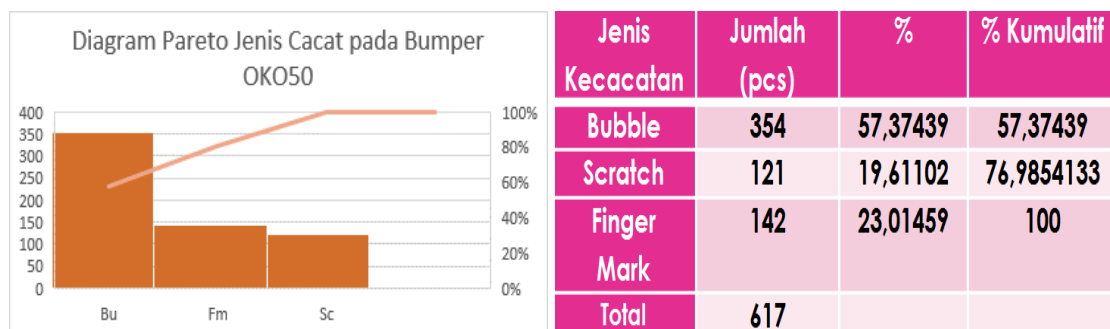 Diagram Pareto Jenis Cacat pada Bumper
OKO50
400
350
300
250
200
150
100
50
0
100%
80%
60%
40%
20%
0%
Bu Fm Sc
Jenis Kecacatan Jumlah (pcs) % % Kumulatif
Bubble 354 57,37439 57,37439
Scratch 121 19,61102 76,9854133
Finger Mark 142 23,01459 100
Total 617